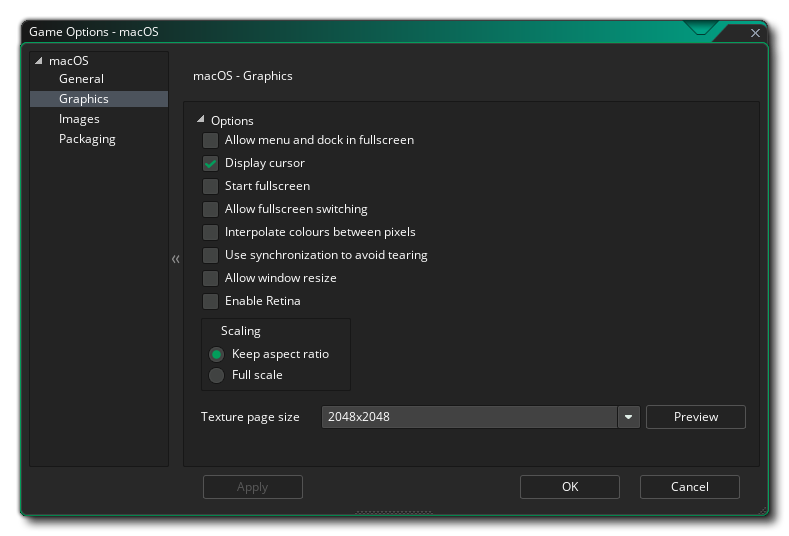 Game Options - macOS
macOS
General
Graphics
Images
Packaging
macOS - Graphics
Options
Allow menu and dock in fullscreen
Display cursor
Start fullscreen
Allow fullscreen switching
Interpolate colours between pixels
Use synchronization to avoid tearing
Allow window resize
Enable Retina
Scaling
Keep aspect ratio
Full scale
Texture page size 2048x2048 Preview
Apply OK Cancel